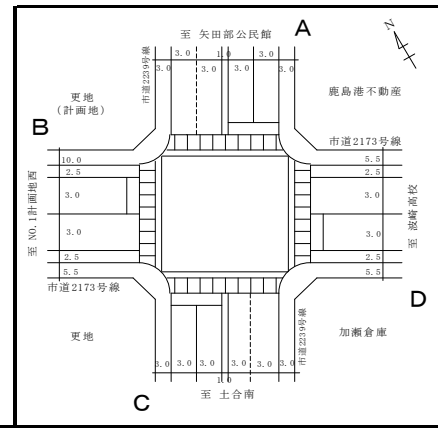 至 矢田部公民館
A
N
3.0 1.0 3.0
3.0 3.0 3.0 3.0
市道2239号線
更地
(計画地)
鹿島港不動産
B
市道2173号線
10.0
2.5
3.0
3.0
2.5
5.5
至 NO.1計画地西
5.5
2.5
3.0
3.0
2.5
5.5
至 波崎高校
市道2173号線
D
更地
加瀬倉庫
市道2239号線
3.0 3.0 3.0 3.0 3.0 3.0
1.0
C
至 土合南